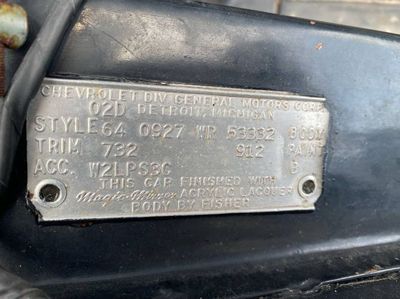 CHEVROLET DIV GENERAL MOTORS CORP
02D DETROIT, MICHIGAN
STYLE 64 0927 WR 53332 BODY
TRIM 732 912 PAINT
ACC. W2LPS3G B
THIS CAR FINISHED WITH
Magic-Mirror ACRYLIC LACQUER
BODY BY FISHER